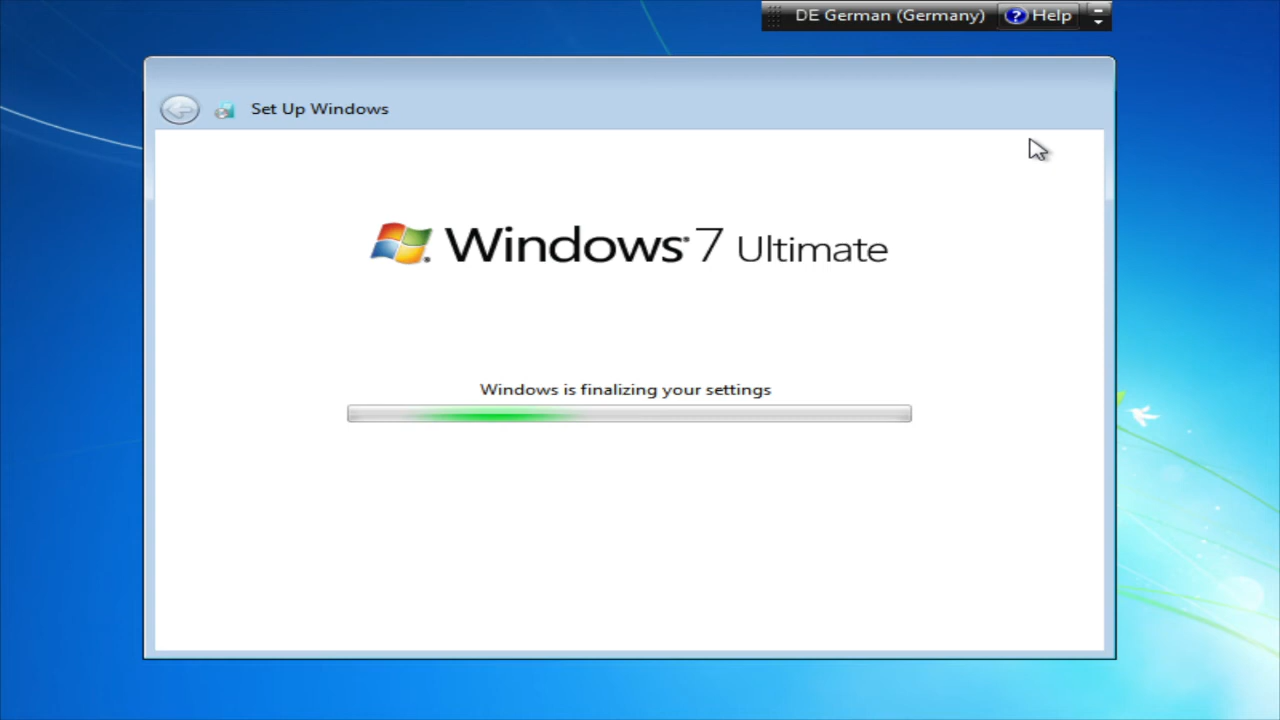 DE German (Germany) ? Help
Set Up Windows
Windows® 7 Ultimate
Windows is finalizing your settings